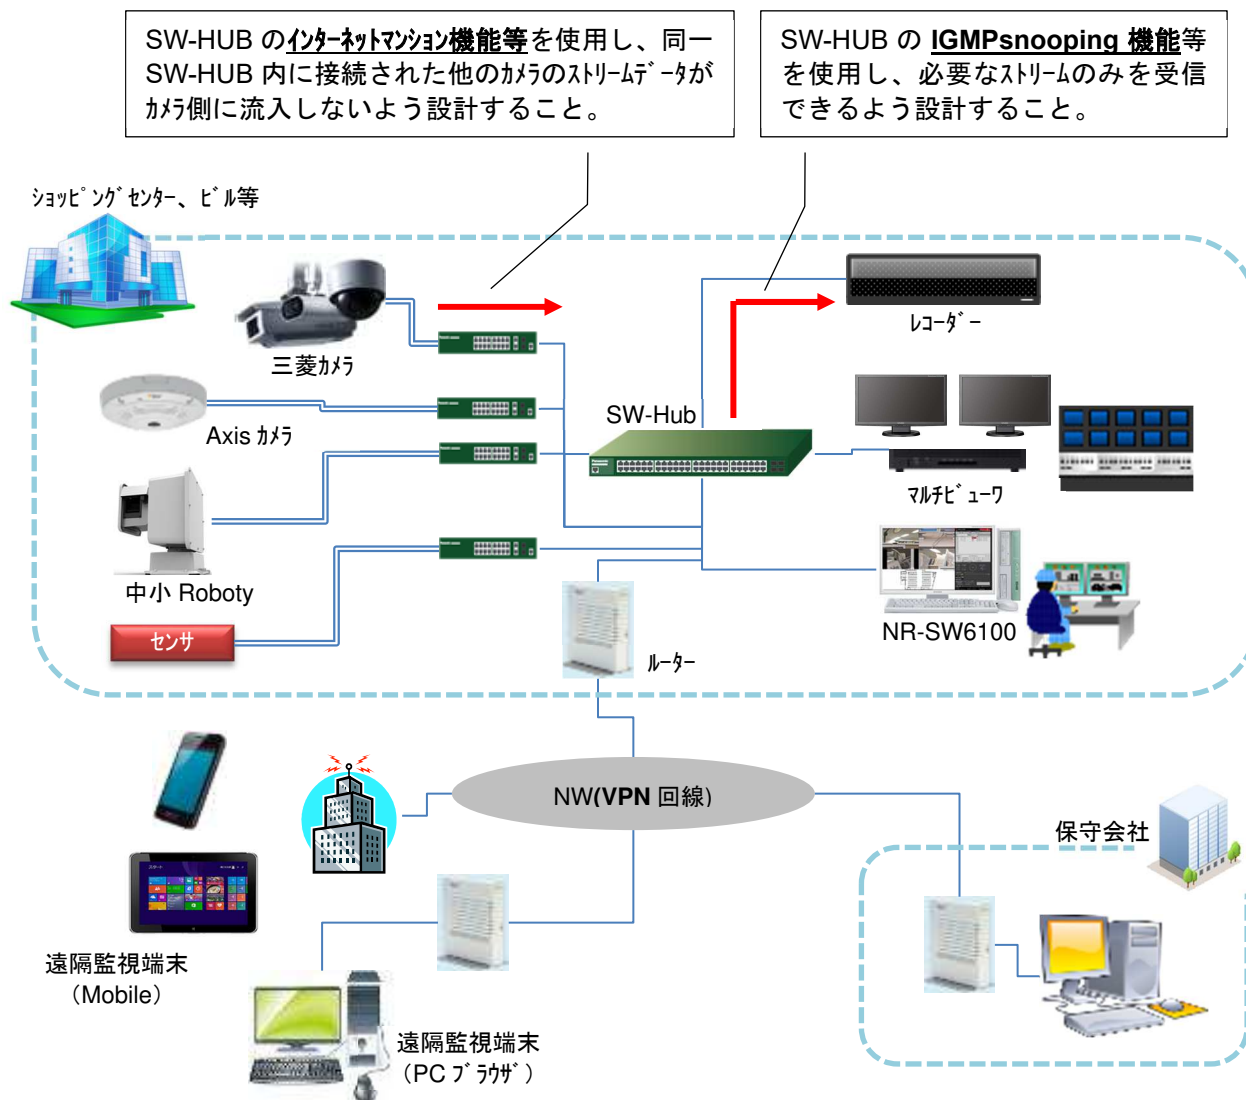 SW-HUB のｲﾝﾀｰﾈｯﾄﾏﾝｼｮﾝ機能等を使用し、同一
SW-HUB 内に接続された他のｶﾒﾗのｽﾄﾘｰﾑﾃﾞｰﾀが
ｶﾒﾗ側に流入しないよう設計すること。
SW-HUB の IGMPsnooping 機能等
を使用し、必要なｽﾄﾘｰﾑのみを受信
できるよう設計すること。
ｼｮｯﾋﾟﾝｸﾞｾﾝﾀｰ、ﾋﾞﾙ等
三菱ｶﾒﾗ
ﾚｺｰﾀﾞｰ
Axis ｶﾒﾗ
SW-Hub
ﾏﾙﾁﾋﾞｭｰﾜ
中小 Roboty
NR-SW6100
ｾﾝｻ
ﾙｰﾀｰ
NW(VPN 回線)
保守会社
遠隔監視端末
（Mobile）
遠隔監視端末
（PC ﾌﾞﾗｳｻﾞ）